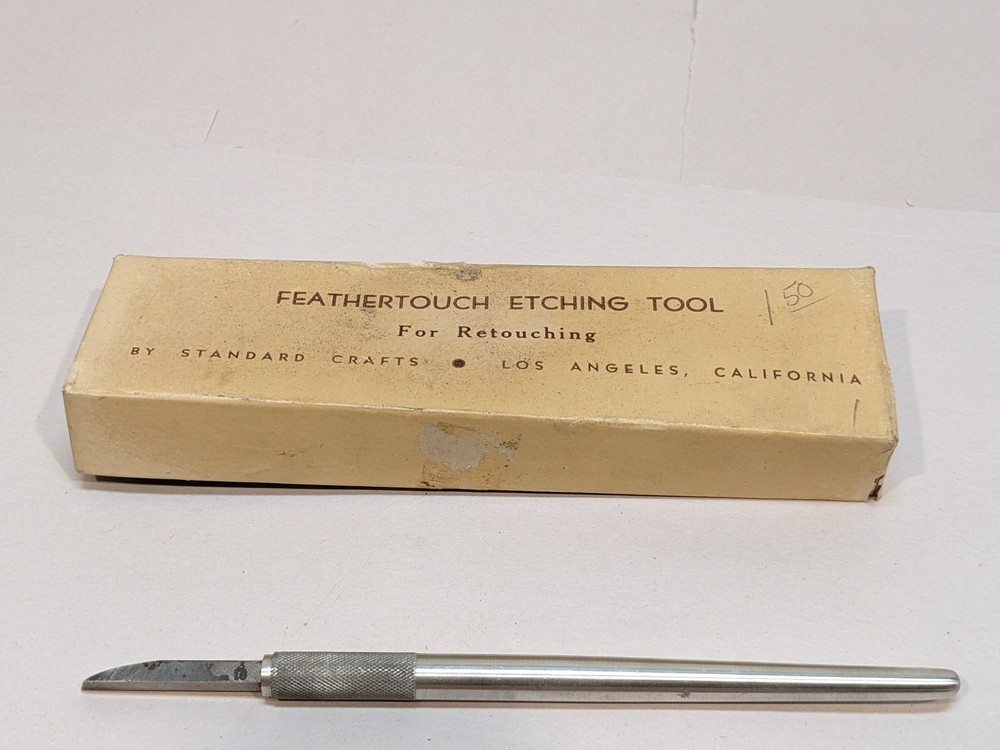 FEATHERTOUCH ETCHING TOOL
For Retouching
BY STANDARD CRAFTS • LOS ANGELES, CALIFORNIA
1 50